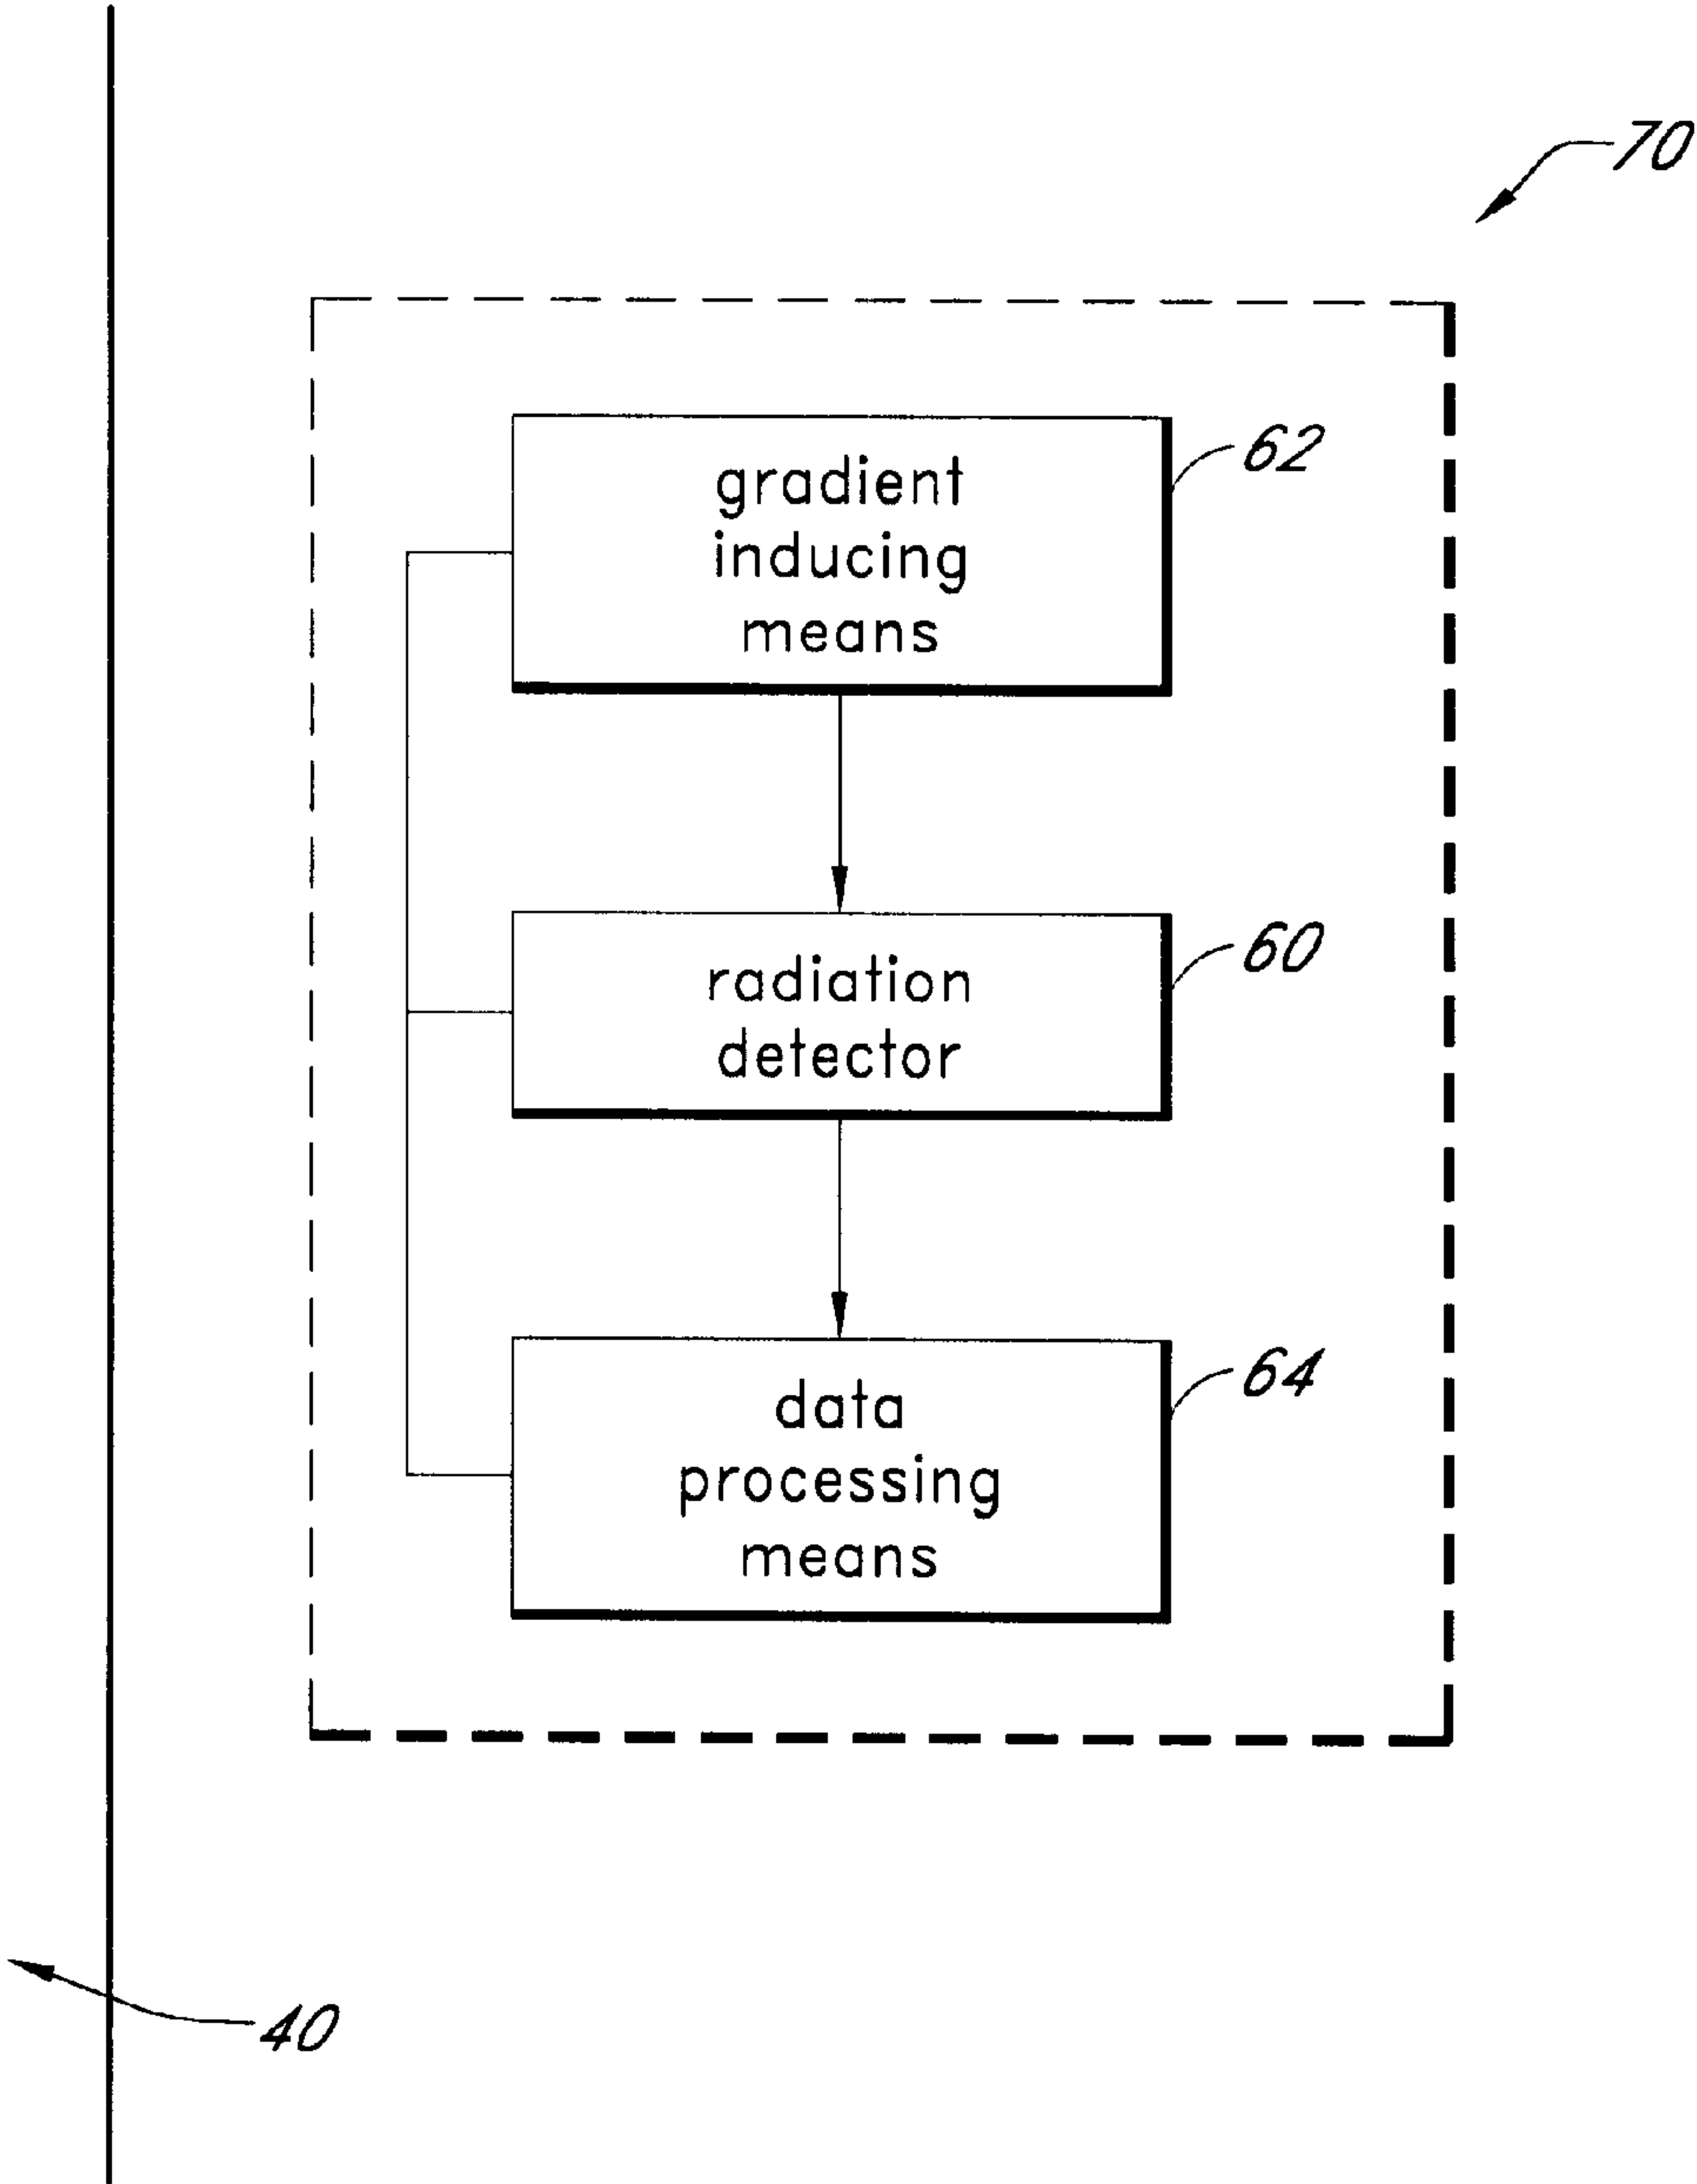 70
gradient
inducing
means
62
radiation
detector
60
data
processing
means
64
40